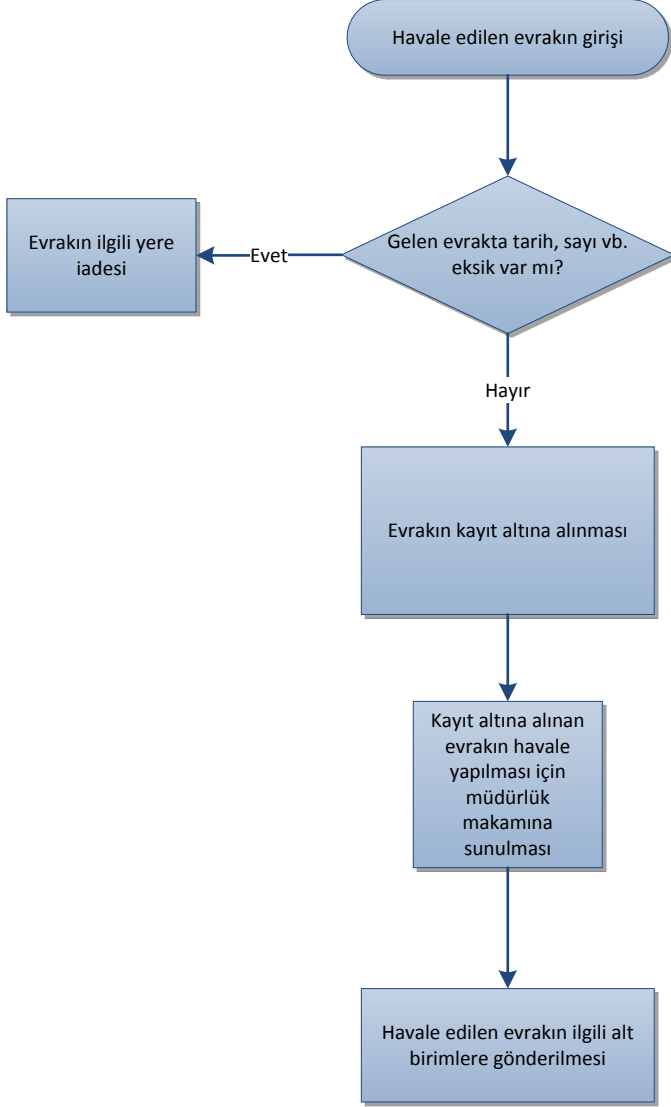 Havale edilen evrakın girişi
Gelen evrakta tarih, sayı vb.
eksik var mı?
Evet
Evrakın ilgili yere
iadesi
Hayır
Evrakın kayıt altına alınması
Kayıt altına alınan
evrakın havale
yapılması için
müdürlük
makamına
sunulması
Havale edilen evrakın ilgili alt
birimlere gönderilmesi